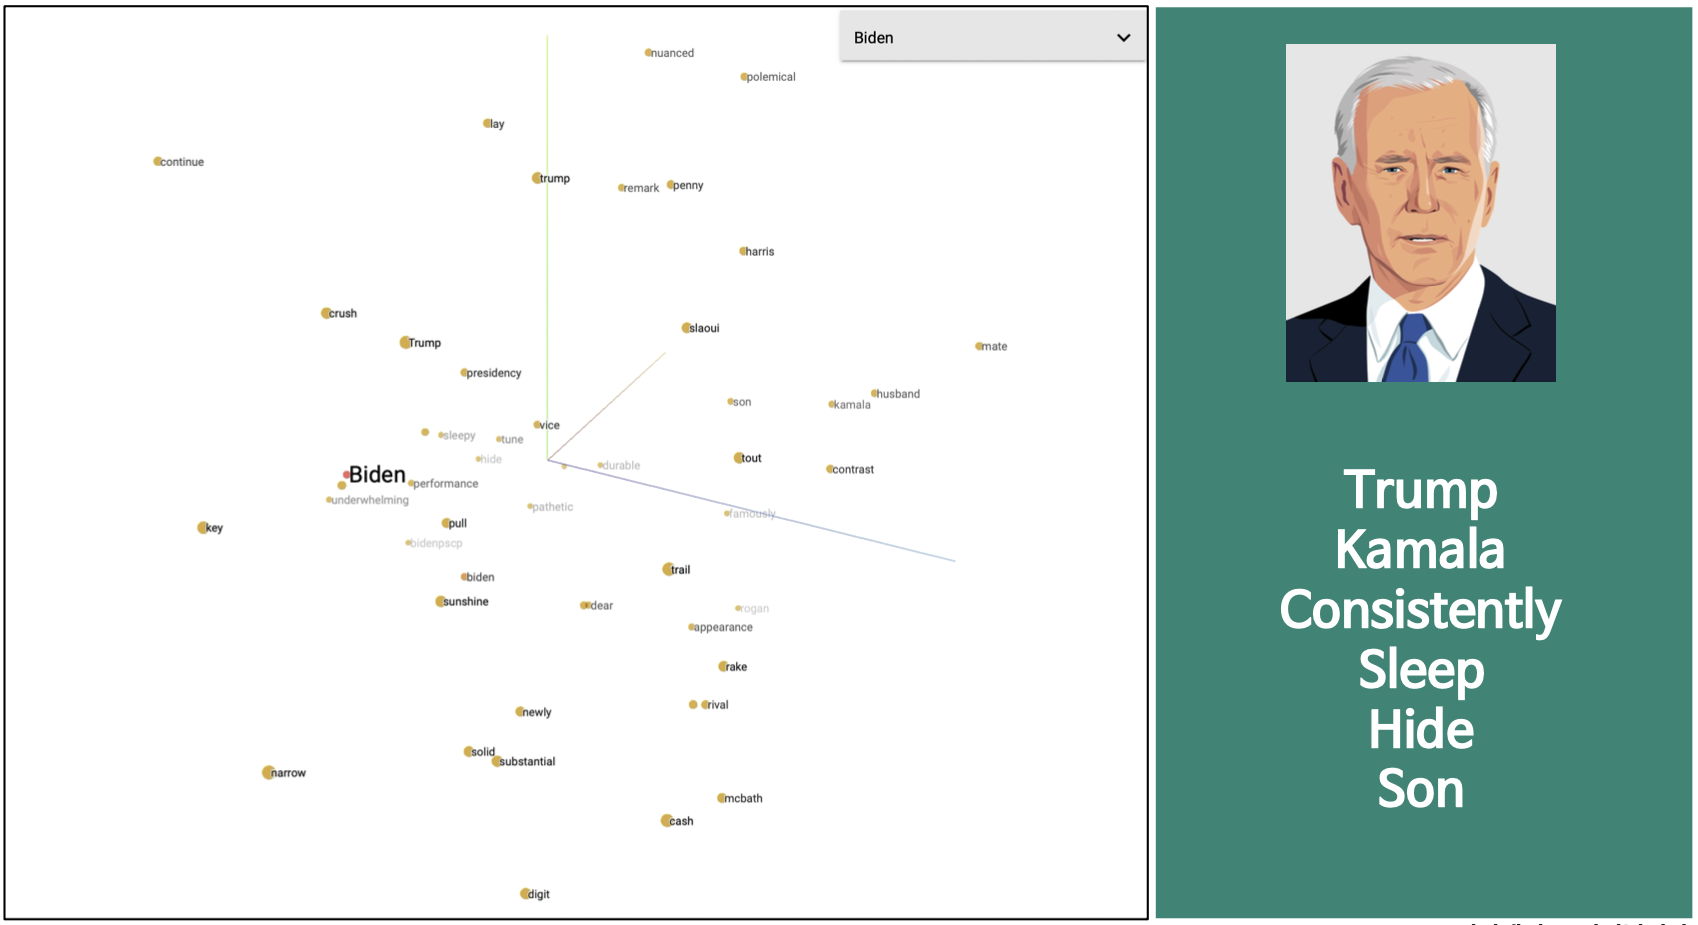 Biden
nuanced
polemical
lay
continue
trump
remark
penny
harris
crush
slaoui
Trump
mate
presidency
husband
son
kamala
vice
sleepy
tune
hide
tout
durable
contrast
Biden
performance
underwhelming
pathetic
famously
pull
key
bidenpscp
trail
biden
sunshine
dear
rogan
appearance
rake
rival
newly
solid
substantial
narrow
mcbath
cash
digit
Trump
Kamala
Consistently
Sleep
Hide
Son